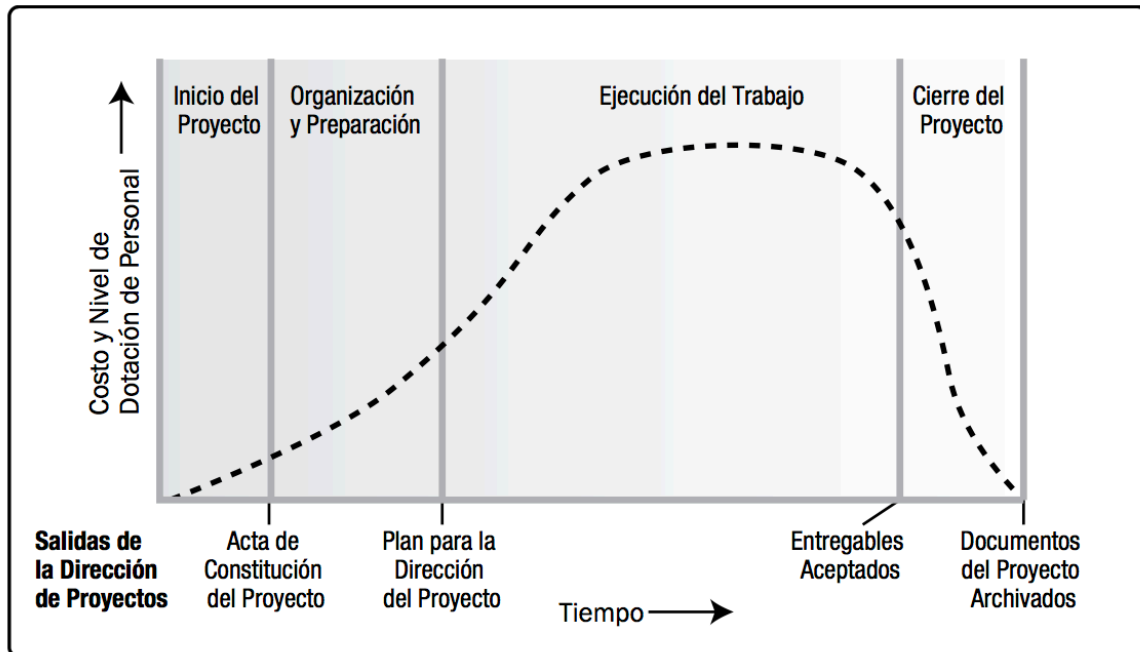 Inicio del
Proyecto
Organización
y Preparación
Ejecución del Trabajo
Cierre del
Proyecto
Costo y Nivel de
Dotación de Personal
Salidas de
la Dirección
de Proyectos
Acta de
Constitución
del Proyecto
Plan para la
Dirección
del Proyecto
Tiempo
Entregables
Aceptados
Documentos
del Proyecto
Archivados